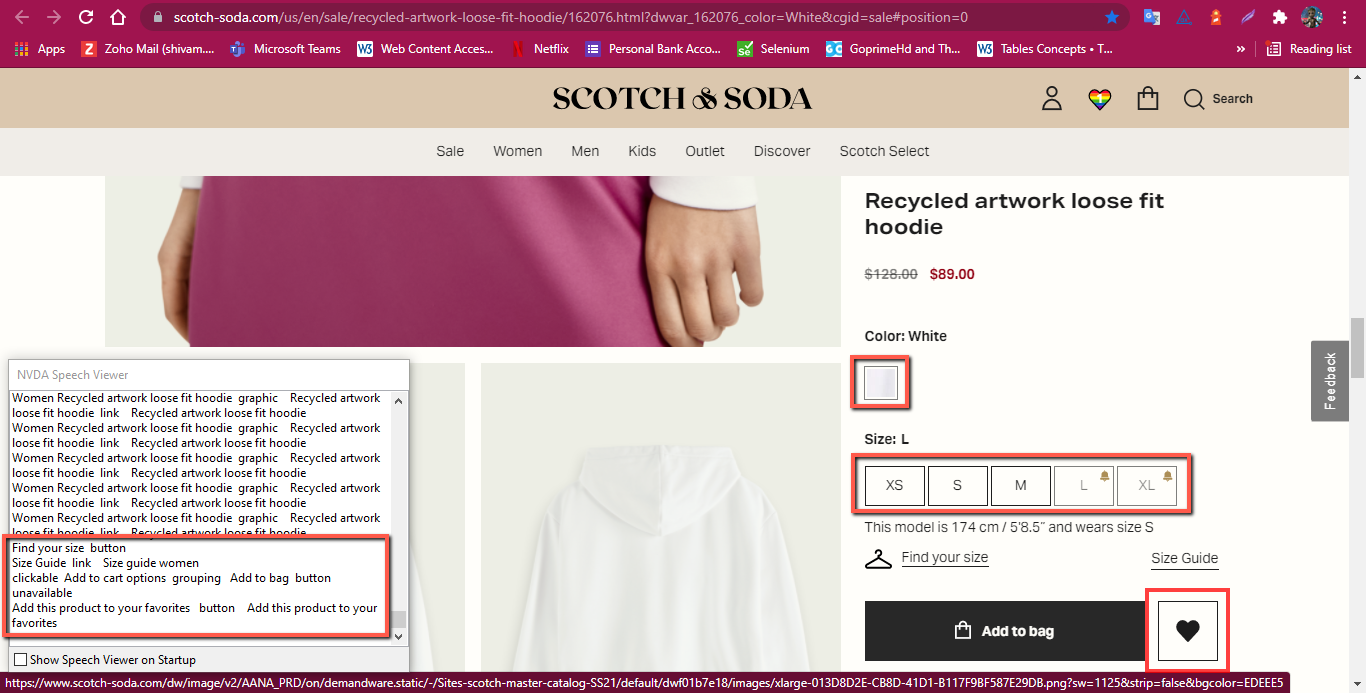 scotch-soda.com/us/en/sale/recycled-artwork-loose-fit-hoodie/162076.html?dwvar_162076_color=White&cgid=sale#position=0
Apps Zoho Mail (shivam.... Microsoft Teams Web Content Acces... Netflix Personal Bank Acco... Selenium GoprimeHd and Th... Tables Concepts • T... » Reading list
SCOTCH & SODA
Search
Sale Women Men Kids Outlet Discover Scotch Select
Recycled artwork loose fit
hoodie
$128.00 $89.00
Color: White
Size: L
XS S M L XL
This model is 174 cm / 5'8.5″ and wears size S
Find your size Size Guide
Add to bag
Feedback
NVDA Speech Viewer
Women Recycled artwork loose fit hoodie graphic Recycled artwork
loose fit hoodie link Recycled artwork loose fit hoodie
Women Recycled artwork loose fit hoodie graphic Recycled artwork
loose fit hoodie link Recycled artwork loose fit hoodie
Women Recycled artwork loose fit hoodie graphic Recycled artwork
loose fit hoodie link Recycled artwork loose fit hoodie
Women Recycled artwork loose fit hoodie graphic Recycled artwork
loose fit hoodie link Recycled artwork loose fit hoodie
Women Recycled artwork loose fit hoodie graphic Recycled artwork
loose fit hoodie link Recycled artwork loose fit hoodie
Find your size button
Size Guide link Size guide women
clickable Add to cart options grouping Add to bag button
unavailable
Add this product to your favorites button Add this product to your
favorites
Show Speech Viewer on Startup
https://www.scotch-soda.com/dw/image/v2/AANA_PRD/on/demandware.static/-/Sites-scotch-master-catalog-SS21/default/dwf01b7e18/images/xlarge-013D8D2E-CB8D-41D1-B117F9BF587E29DB.png?sw=1125&strip=false&bgcolor=EDEEE5